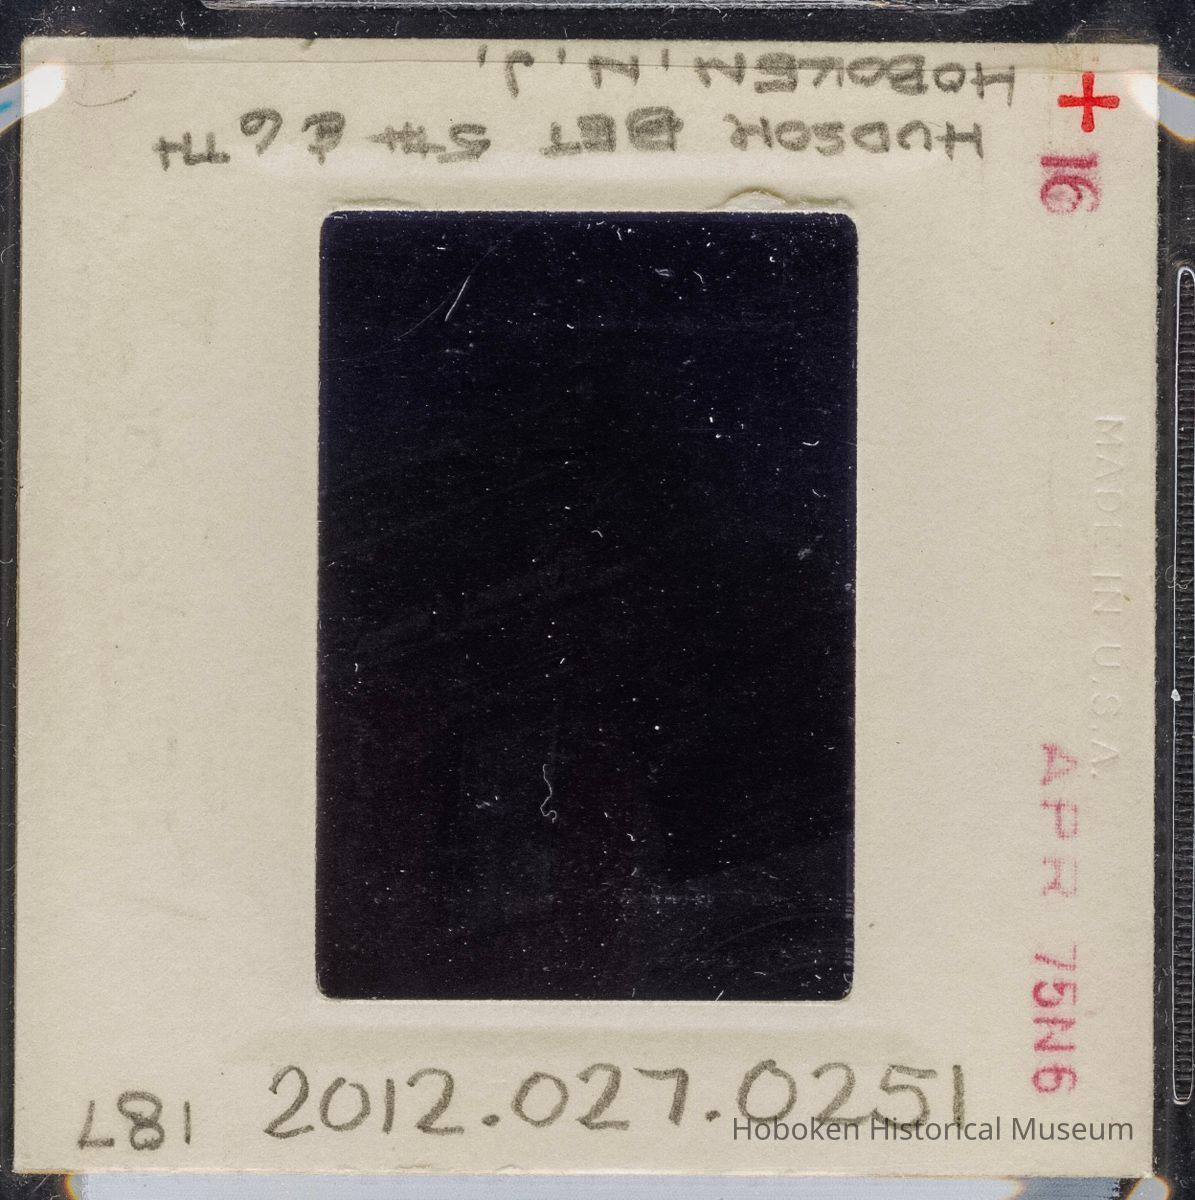 HUDSON BET 5TH & 6TH
HOBOKEN, N.J.
16
MADE IN U.S.A.
APR 75N6
187
2012.027.0251
Hoboken Historical Museum